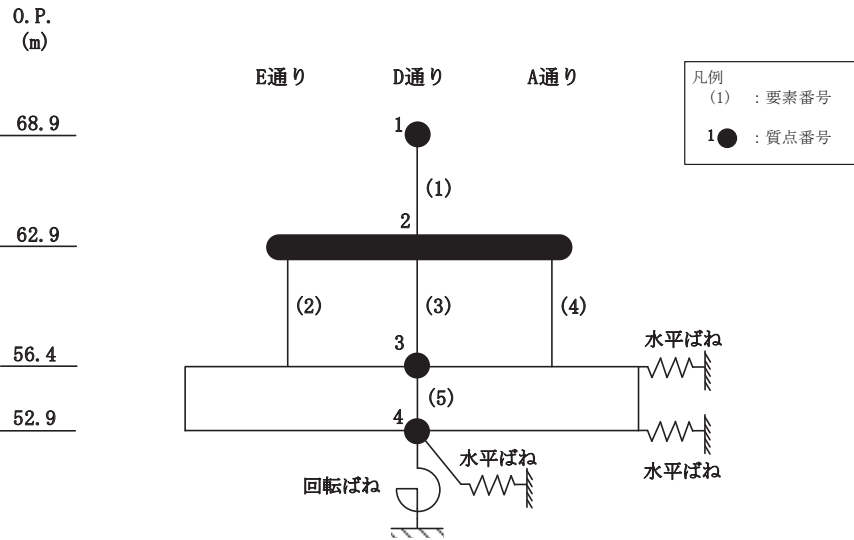 O.P.
(m)
E通り D通り A通り
凡例
(1) : 要素番号
1 : 質点番号
68.9
1
(1)
62.9
2
(2) (3) (4)
56.4
3
水平ばね
(5)
52.9
4
水平ばね
水平ばね
回転ばね